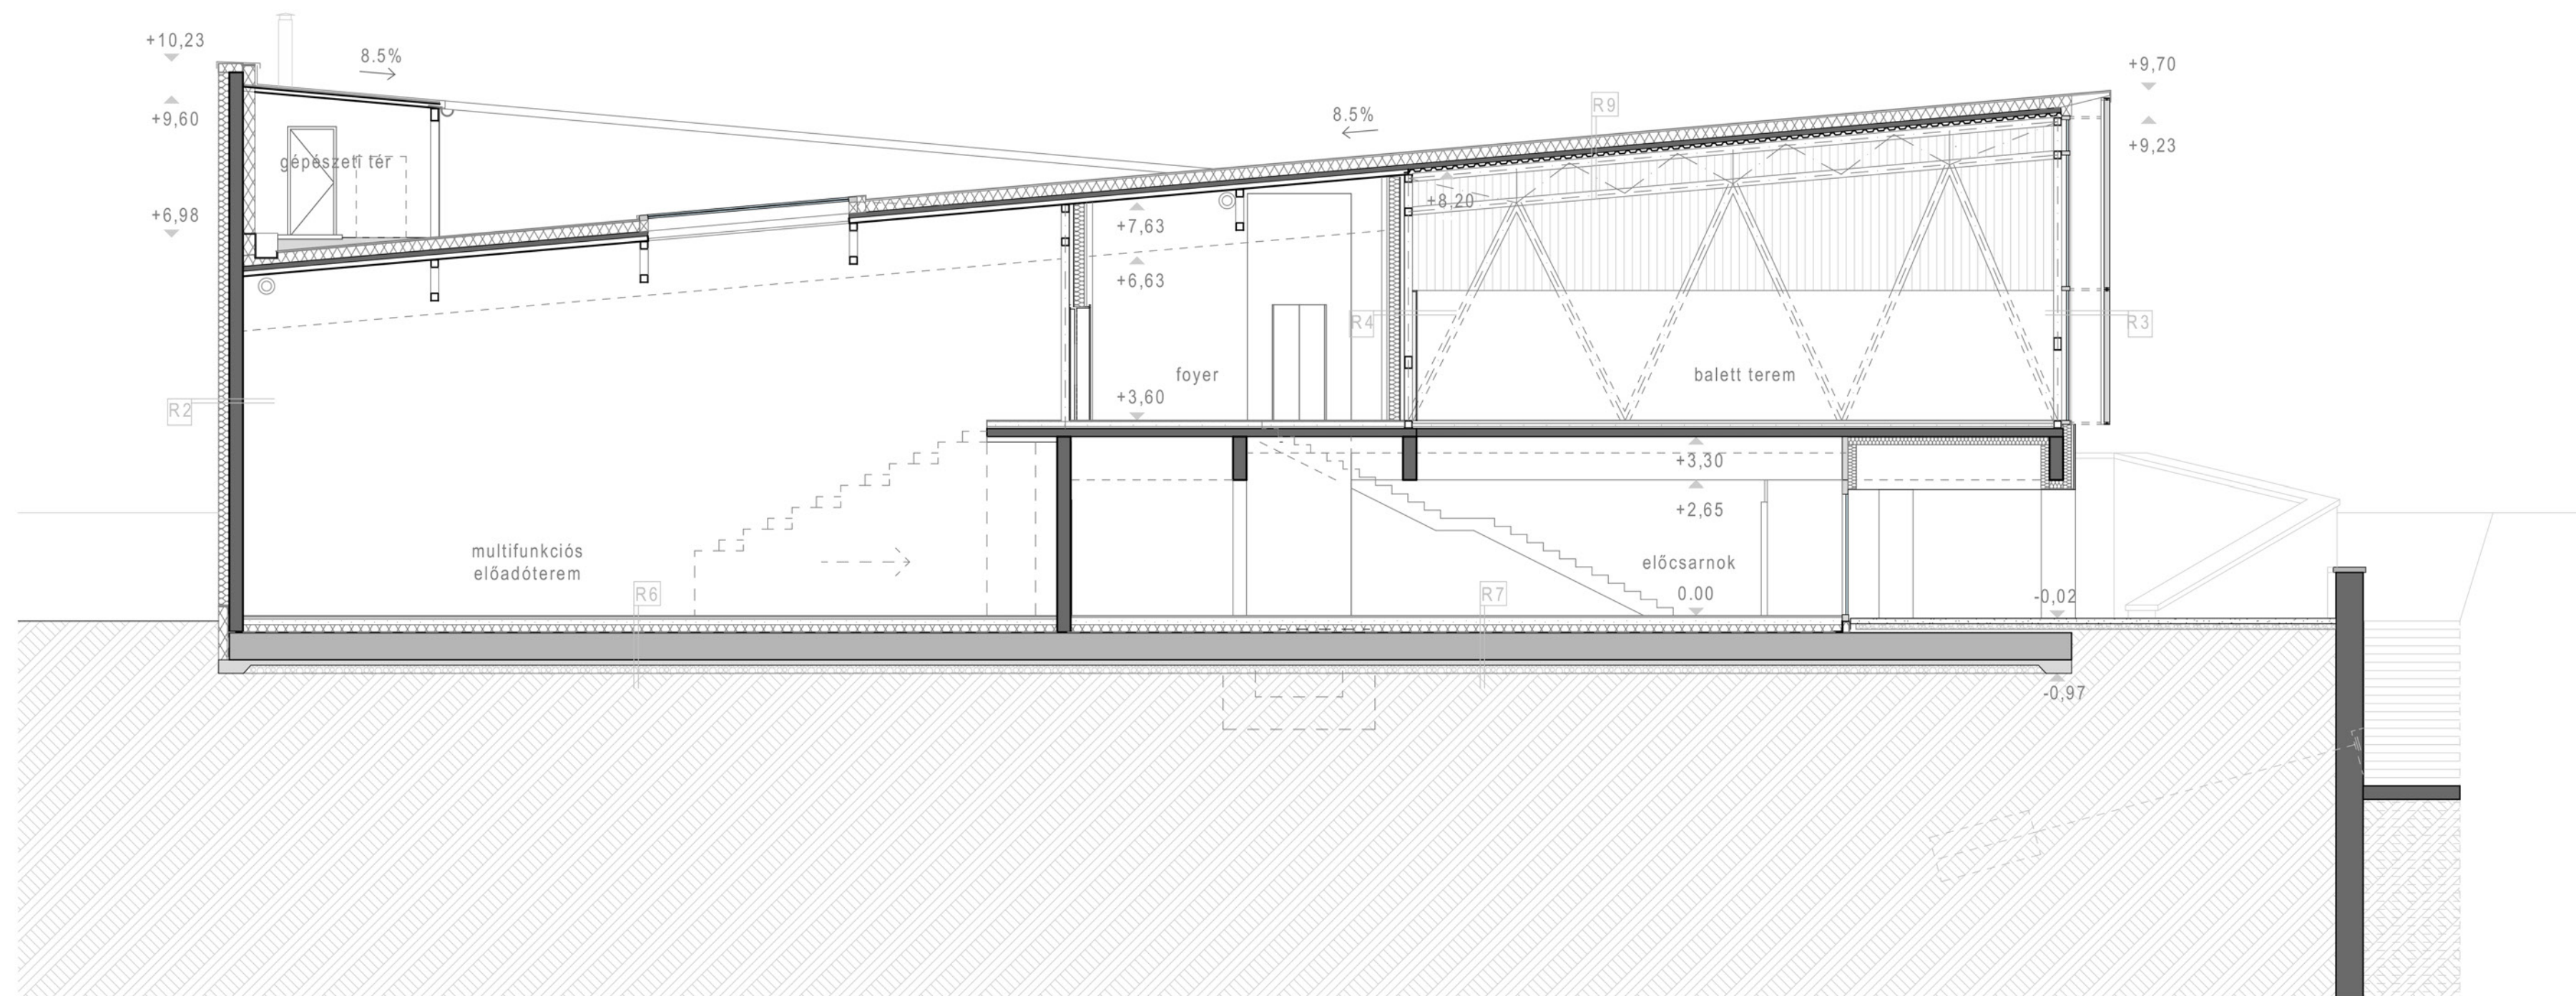 +10,23
8.5%
+9,60
gépészeti tér
+6,98
8.5%
R9
+9,70
+9,23
+8,20
+7,63
+6,63
R4
R3
foyer
balett terem
+3,60
R2
+3,30
+2,65
multifunkciós
előadóterem
előcsarnok
R6
R7
0.00
-0,02
-0,97